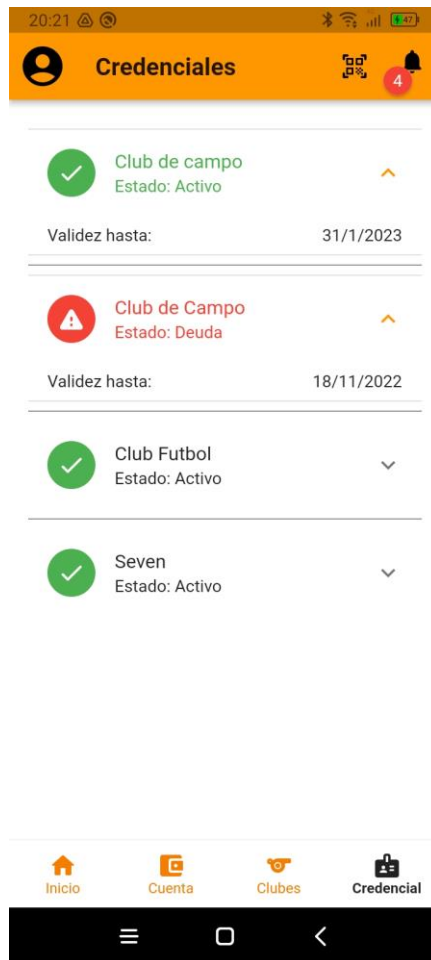 20:21
47
Credenciales
4
Club de campo
Estado: Activo
Validez hasta: 31/1/2023
Club de Campo
Estado: Deuda
Validez hasta: 18/11/2022
Club Futbol
Estado: Activo
Seven
Estado: Activo
Inicio Cuenta Clubes Credencial